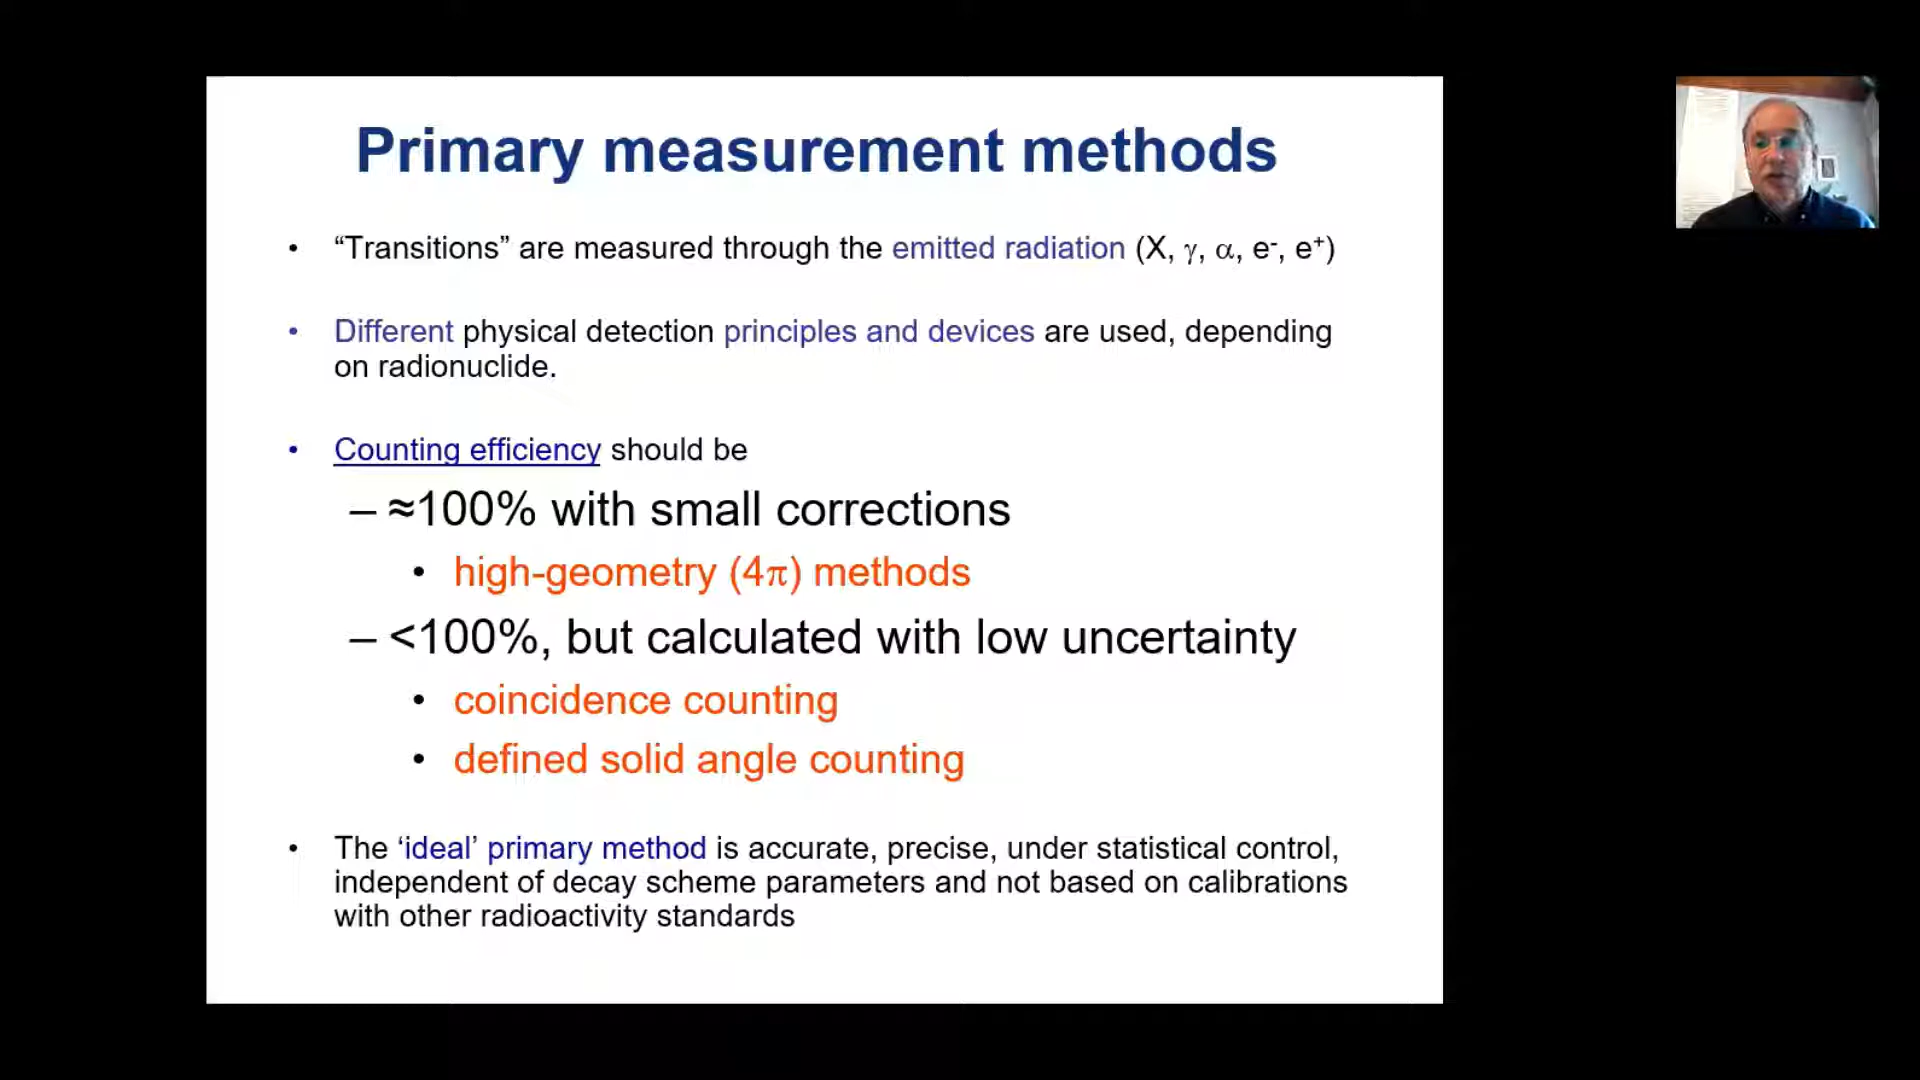 Primary measurement methods
• “Transitions” are measured through the emitted radiation (X, γ, α, e⁻, e⁺)
• Different physical detection principles and devices are used, depending
on radionuclide.
• Counting efficiency should be
– ≈100% with small corrections
• high-geometry (4π) methods
– <100%, but calculated with low uncertainty
• coincidence counting
• defined solid angle counting
• The ‘ideal’ primary method is accurate, precise, under statistical control,
independent of decay scheme parameters and not based on calibrations
with other radioactivity standards